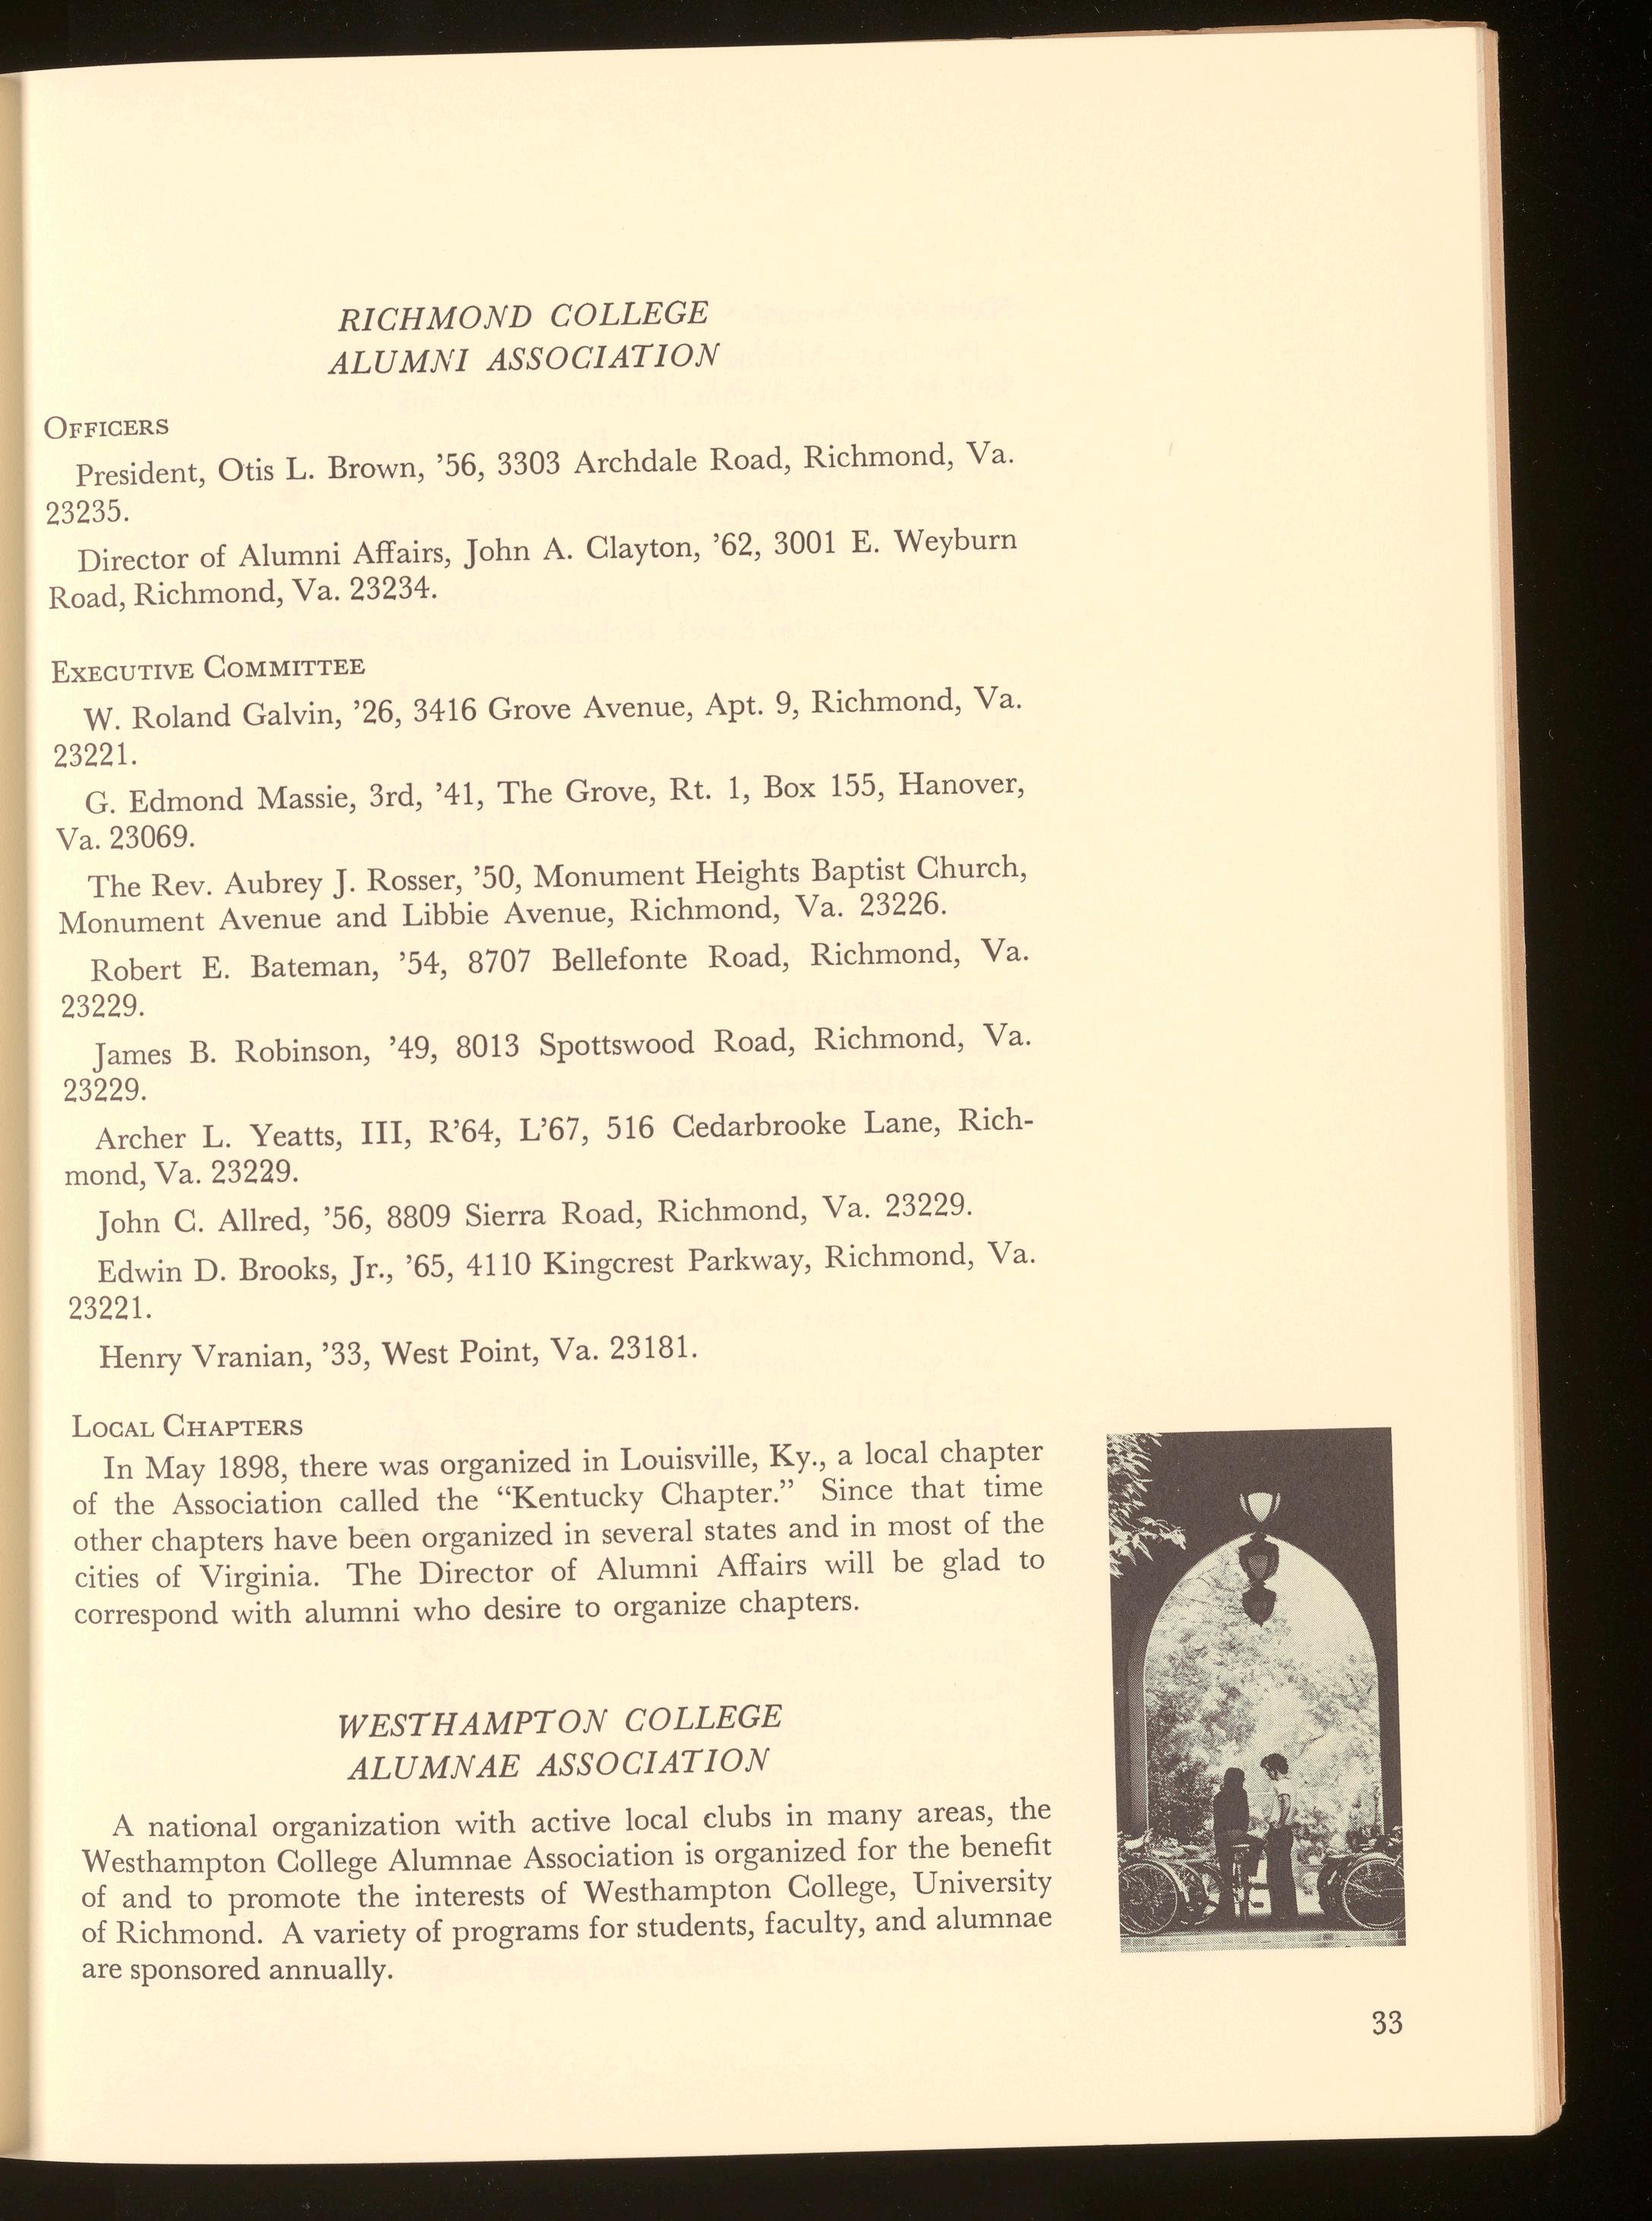 RICHMOND COLLEGE
ALUMNI ASSOCIATION
OFFICERS
President, Otis L. Brown, ’56, 3303 Archdale Road, Richmond, Va.
23235.
Director of Alumni Affairs, John A. Clayton, ’62, 3001 E. Weyburn
Road, Richmond, Va. 23234.
EXECUTIVE COMMITTEE
W. Roland Galvin, ’26, 3416 Grove Avenue, Apt. 9, Richmond, Va.
23221.
G. Edmond Massie, 3rd, ’41, The Grove, Rt. 1, Box 155, Hanover,
Va. 23069.
The Rev. Aubrey J. Rosser, ’50, Monument Heights Baptist Church,
Monument Avenue and Libbie Avenue, Richmond, Va. 23226.
Robert E. Bateman, ’54, 8707 Bellefonte Road, Richmond, Va.
23229.
James B. Robinson, ’49, 8013 Spottswood Road, Richmond, Va.
23229.
Archer L. Yeatts, III, R’64, L’67, 516 Cedarbrooke Lane, Rich-
mond, Va. 23229.
John C. Allred, ’56, 8809 Sierra Road, Richmond, Va. 23229.
Edwin D. Brooks, Jr., ’65, 4110 Kingcrest Parkway, Richmond, Va.
23221.
Henry Vranian, ’33, West Point, Va. 23181.
LOCAL CHAPTERS
In May 1898, there was organized in Louisville, Ky., a local chapter
of the Association called the “Kentucky Chapter.” Since that time
other chapters have been organized in several states and in most of the
cities of Virginia. The Director of Alumni Affairs will be glad to
correspond with alumni who desire to organize chapters.
WESTHAMPTON COLLEGE
ALUMNAE ASSOCIATION
A national organization with active local clubs in many areas, the
Westhampton College Alumnae Association is organized for the benefit
of and to promote the interests of Westhampton College, University
of Richmond. A variety of programs for students, faculty, and alumnae
are sponsored annually.
33